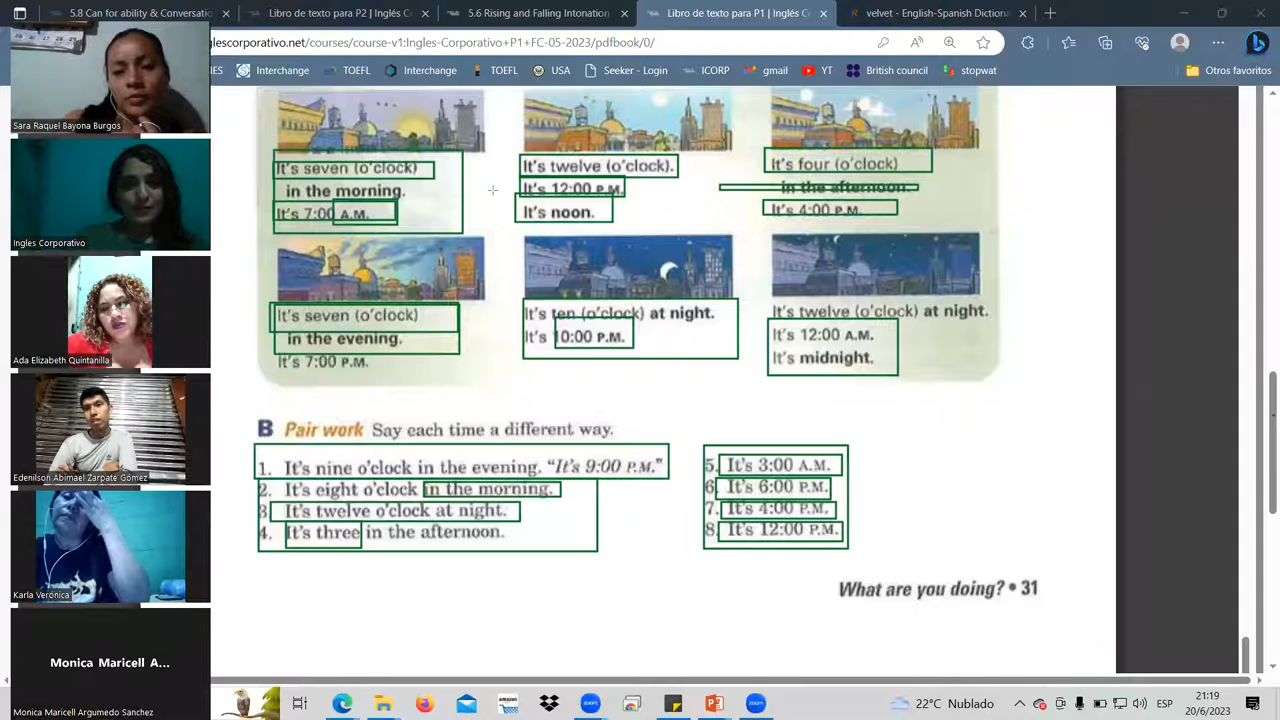 5.8 Can for Ability & Conversatio
Libro de texto para P2 | Inglés C
5.6 Rising and Falling Intonation
Libro de texto para P1 | Inglés C
velvet - English-Spanish Dictiona
glescorporativo.net/courses/course-v1:Ingles-Corporativo+P1+FC-05-2023/pdfbook/0/
IES
Interchange
TOEFL
Interchange
TOEFL
USA
Seeker - Login
ICORP
gmail
YT
British council
stopwat
Otros favoritos
Sara Raquel Bayona Burgos
Ingles Corporativo
Ada Elizabeth Quintanilla
Edenilson Abimael Zarpate Gómez
Karla Verónica
Monica Maricell A...
Monica Maricell Argumedo Sanchez
It's seven (o'clock)
in the morning.
It's 7:00 A.M.
It's twelve (o'clock).
It's 12:00 P.M.
It's noon.
It's four (o'clock)
in the afternoon.
It's 4:00 P.M.
It's seven (o'clock)
in the evening.
It's 7:00 P.M.
It's ten (o'clock) at night.
It's 10:00 P.M.
It's twelve (o'clock) at night.
It's 12:00 A.M.
It's midnight.
B Pair work Say each time a different way.
1. It's nine o'clock in the evening. "It's 9:00 P.M."
2. It's eight o'clock in the morning.
3. It's twelve o'clock at night.
4. It's three in the afternoon.
5. It's 3:00 A.M.
6. It's 6:00 P.M.
7. It's 4:00 P.M.
8. It's 12:00 P.M.
What are you doing? • 31
22°C Nublado
ESP
21:19
20/6/2023